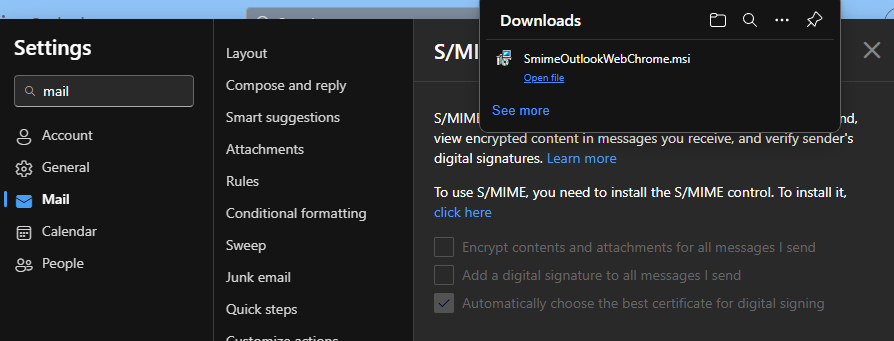 Settings
mail
Account
General
Mail
Calendar
People
Layout
Compose and reply
Smart suggestions
Attachments
Rules
Conditional formatting
Sweep
Junk email
Quick steps
Customize actions
S/MIME
Downloads
SmimeOutlookWebChrome.msi
Open file
See more
S/MIME
view encrypted content in messages you receive, and verify sender's
digital signatures. Learn more
To use S/MIME, you need to install the S/MIME control. To install it,
click here
Encrypt contents and attachments for all messages I send
Add a digital signature to all messages I send
Automatically choose the best certificate for digital signing